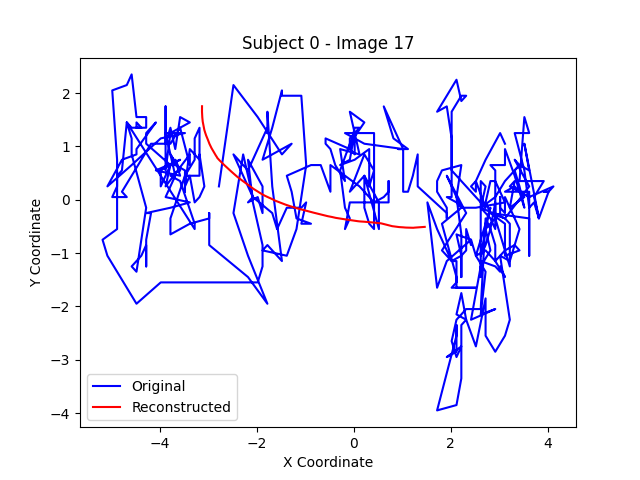 Subject 0 - Image 17
Y Coordinate
2
1
0
−1
−2
−3
−4
Original
Reconstructed
−4
−2
0
2
4
X Coordinate